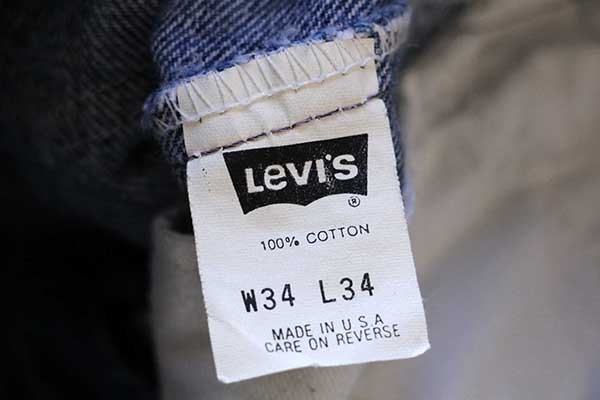 Levi's
®
100% COTTON
W34 L34
MADE IN U S A
CARE ON REVERSE